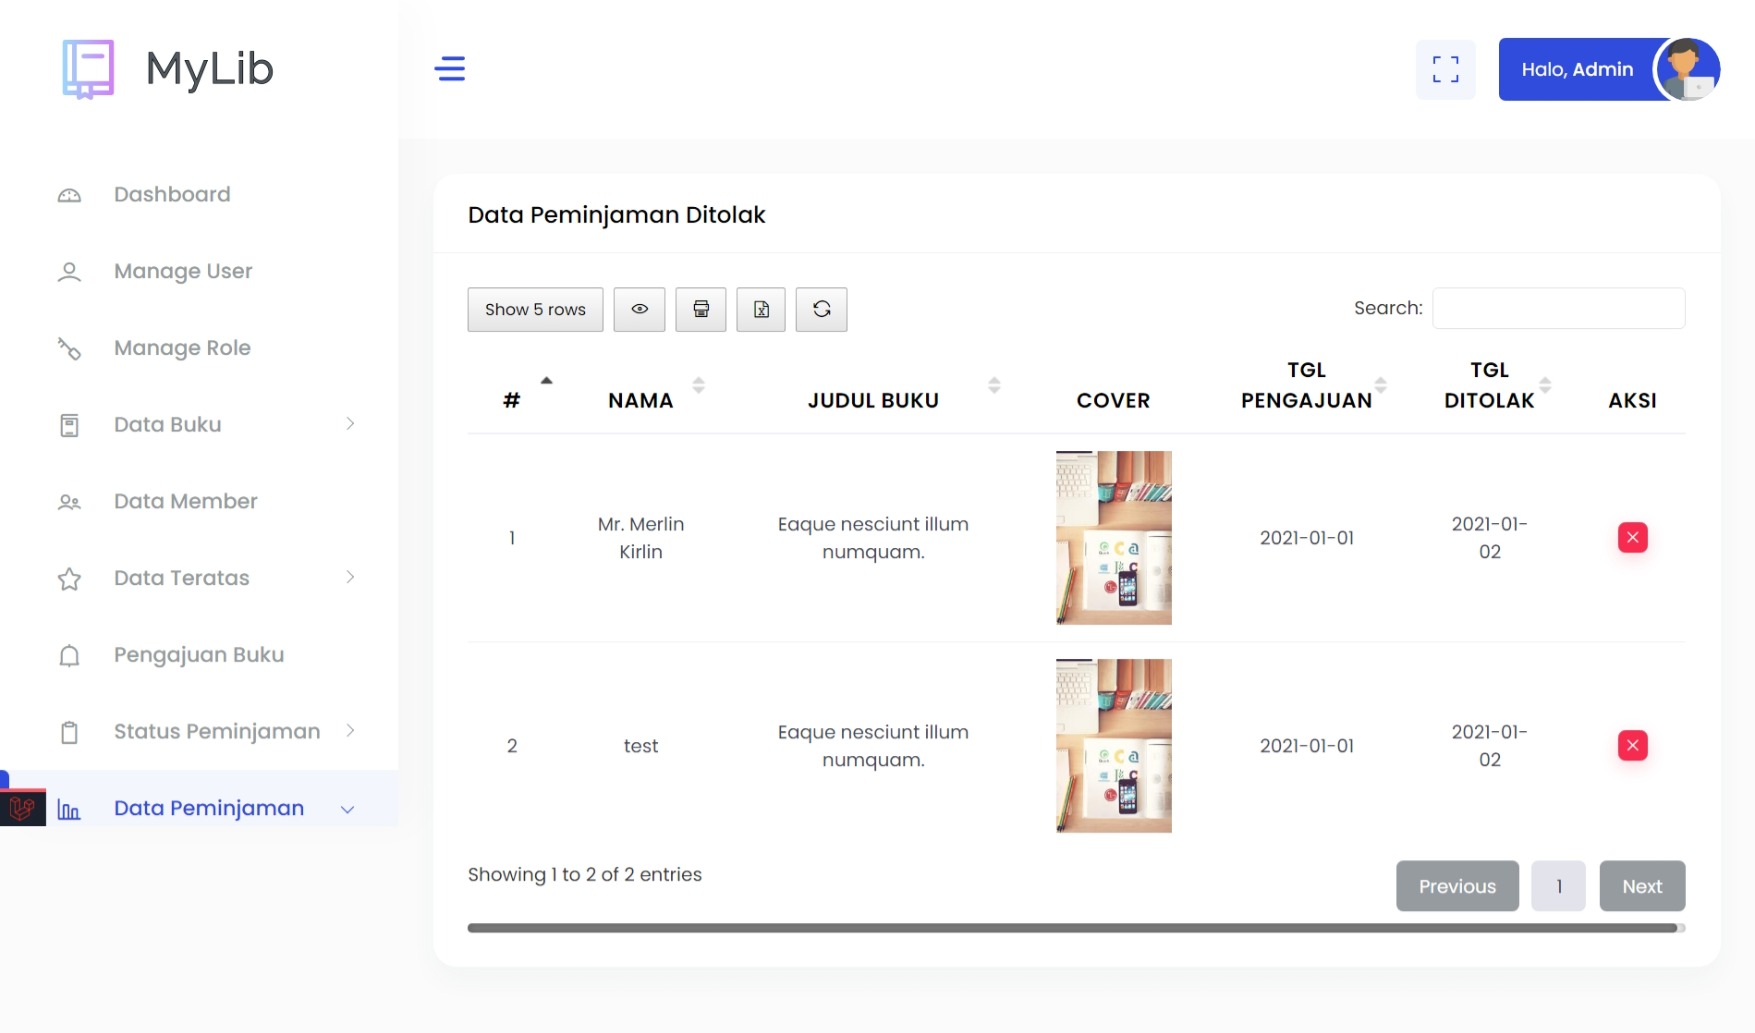 MyLib
Halo, Admin
Dashboard
Manage User
Manage Role
Data Buku
Data Member
Data Teratas
Pengajuan Buku
Status Peminjaman
Data Peminjaman
Data Peminjaman Ditolak
Show 5 rows
Search:
# NAMA JUDUL BUKU COVER TGL PENGAJUAN TGL DITOLAK AKSI
1 Mr. Merlin Kirlin Eaque nesciunt illum numquam. 2021-01-01 2021-01-02
2 test Eaque nesciunt illum numquam. 2021-01-01 2021-01-02
Showing 1 to 2 of 2 entries
Previous 1 Next